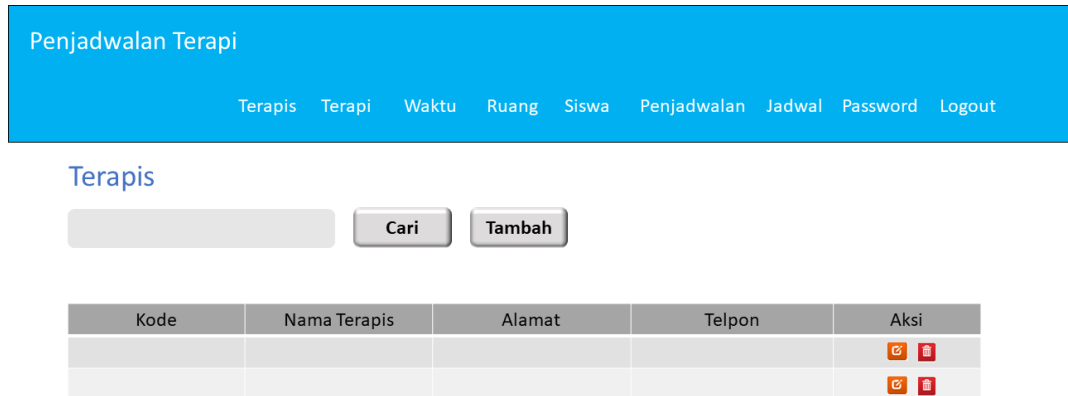 Penjadwalan Terapi
Terapis Terapi Waktu Ruang Siswa Penjadwalan Jadwal Password Logout
Terapis
Cari Tambah
Kode Nama Terapis Alamat Telpon Aksi